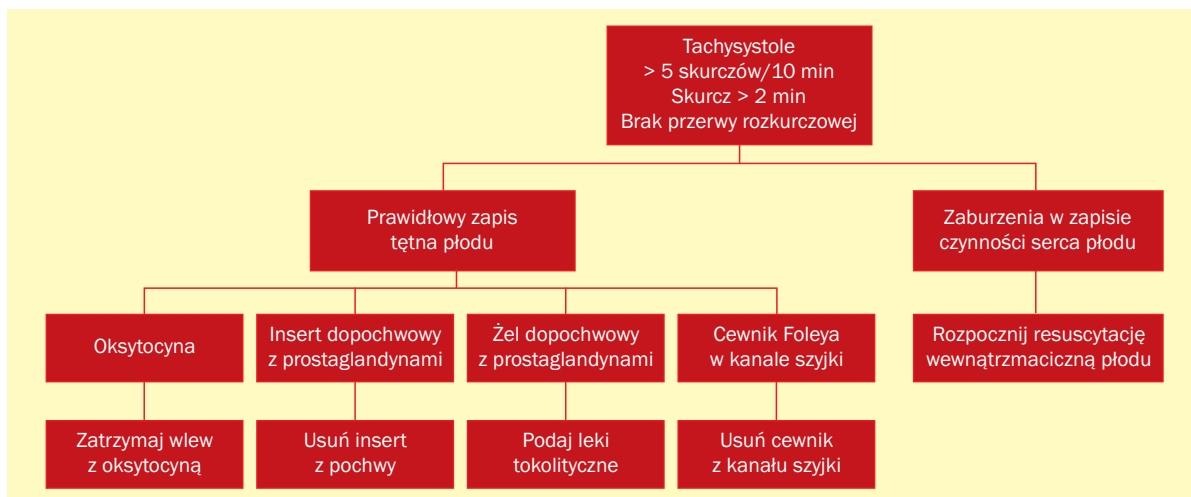 Tachysystole
> 5 skurczów/10 min
Skurcz > 2 min
Brak przerwy rozkurczowej
Prawidłowy zapis
tętna płodu
Zaburzenia w zapisie
czynności serca płodu
Oksytocyna
Insert dopochwowy
z prostaglandynami
Żel dopochwowy
z prostaglandynami
Cewnik Foleya
w kanale szyjki
Rozpocznij resuscytację
wewnątrzmaciczną płodu
Zatrzymaj wlew
z oksytocyną
Usuń insert
z pochwy
Podaj leki
tokolityczne
Usuń cewnik
z kanału szyjki